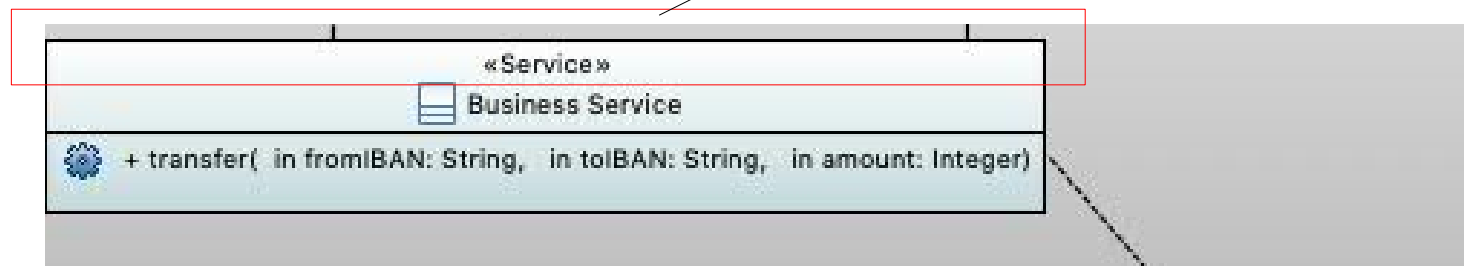 «Service»
Business Service
+ transfer( in fromIBAN: String, in toIBAN: String, in amount: Integer)